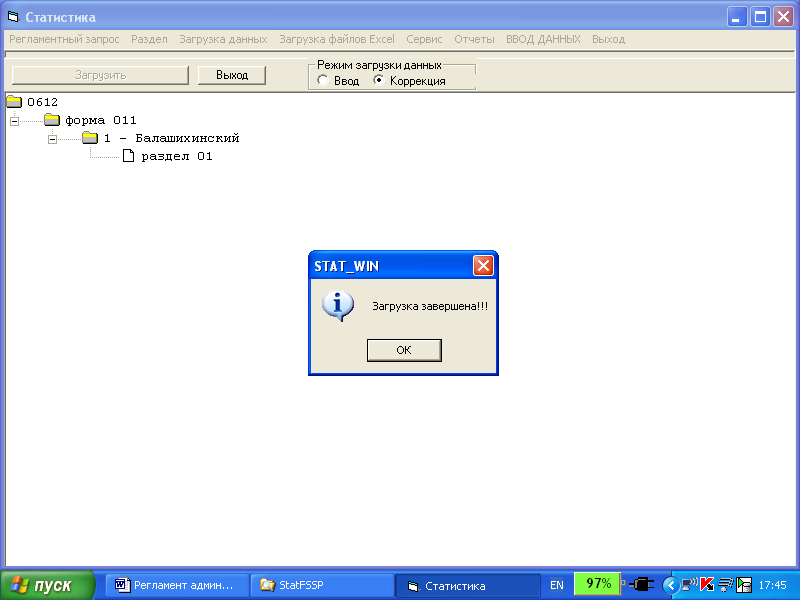 Статистика
Регламентный запрос Раздел Загрузка данных Загрузка файлов Excel Сервис Отчеты ВВОД ДАННЫХ Выход
Режим загрузки данных
Загрузить Выход Ввод Коррекция
0612
форма 011
1 - Балашихинский
раздел 01
STAT_WIN
Загрузка завершена!!!
OK
пуск Регламент админ... StatFSSP Статистика EN 97% 17:45